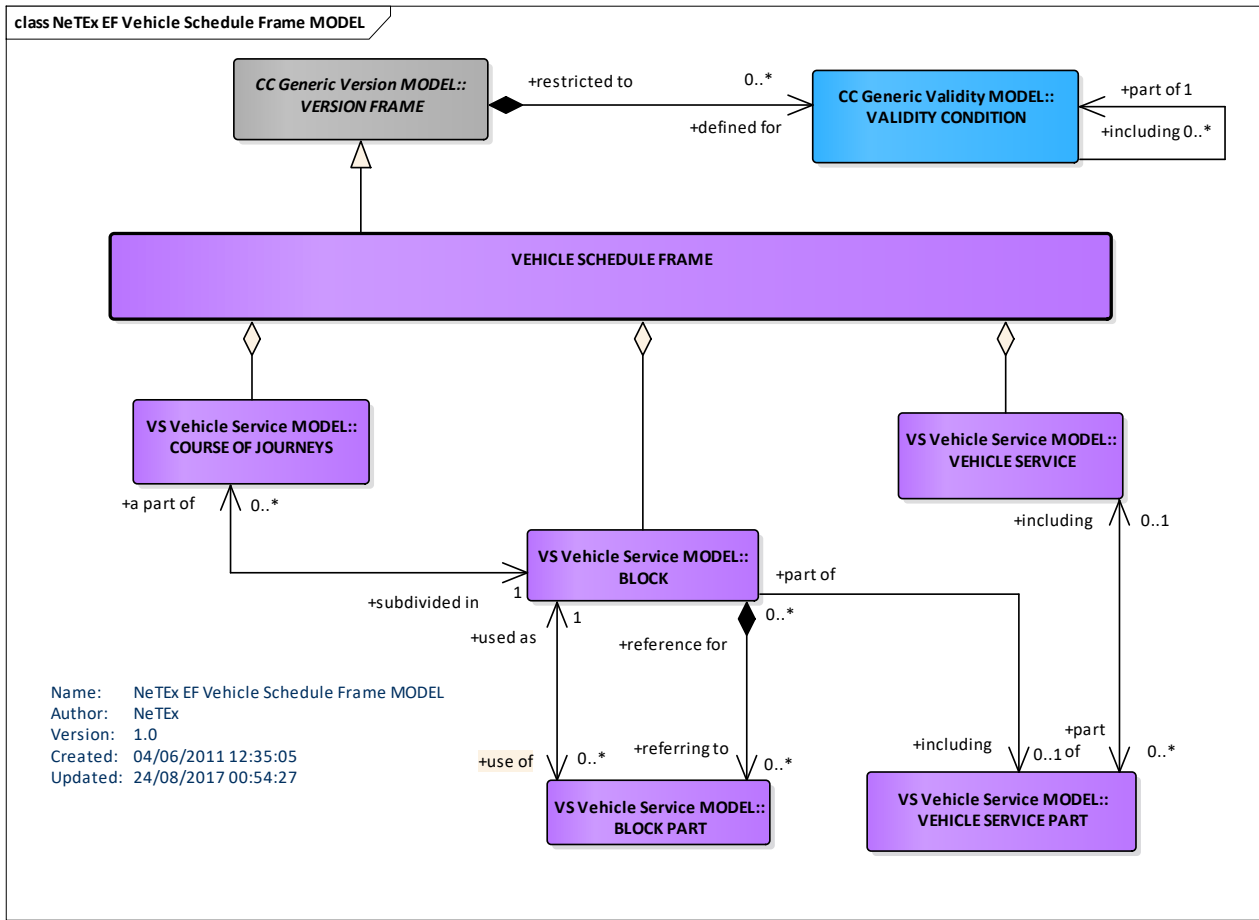 class NeTEx EF Vehicle Schedule Frame MODEL
CC Generic Version MODEL::
VERSION FRAME
+restricted to
0..*
+defined for
CC Generic Validity MODEL::
VALIDITY CONDITION
+part of 1
+including 0..*
VEHICLE SCHEDULE FRAME
VS Vehicle Service MODEL::
COURSE OF JOURNEYS
VS Vehicle Service MODEL::
VEHICLE SERVICE
+a part of
0..*
+including
0..1
VS Vehicle Service MODEL::
BLOCK
+part of
+subdivided in
1
+used as
1
+reference for
0..*
Name: NeTEx EF Vehicle Schedule Frame MODEL
Author: NeTEx
Version: 1.0
Created: 04/06/2011 12:35:05
Updated: 24/08/2017 00:54:27
+use of
0..*
+referring to
0..*
+including
0..1
+part
of
0..*
VS Vehicle Service MODEL::
BLOCK PART
VS Vehicle Service MODEL::
VEHICLE SERVICE PART